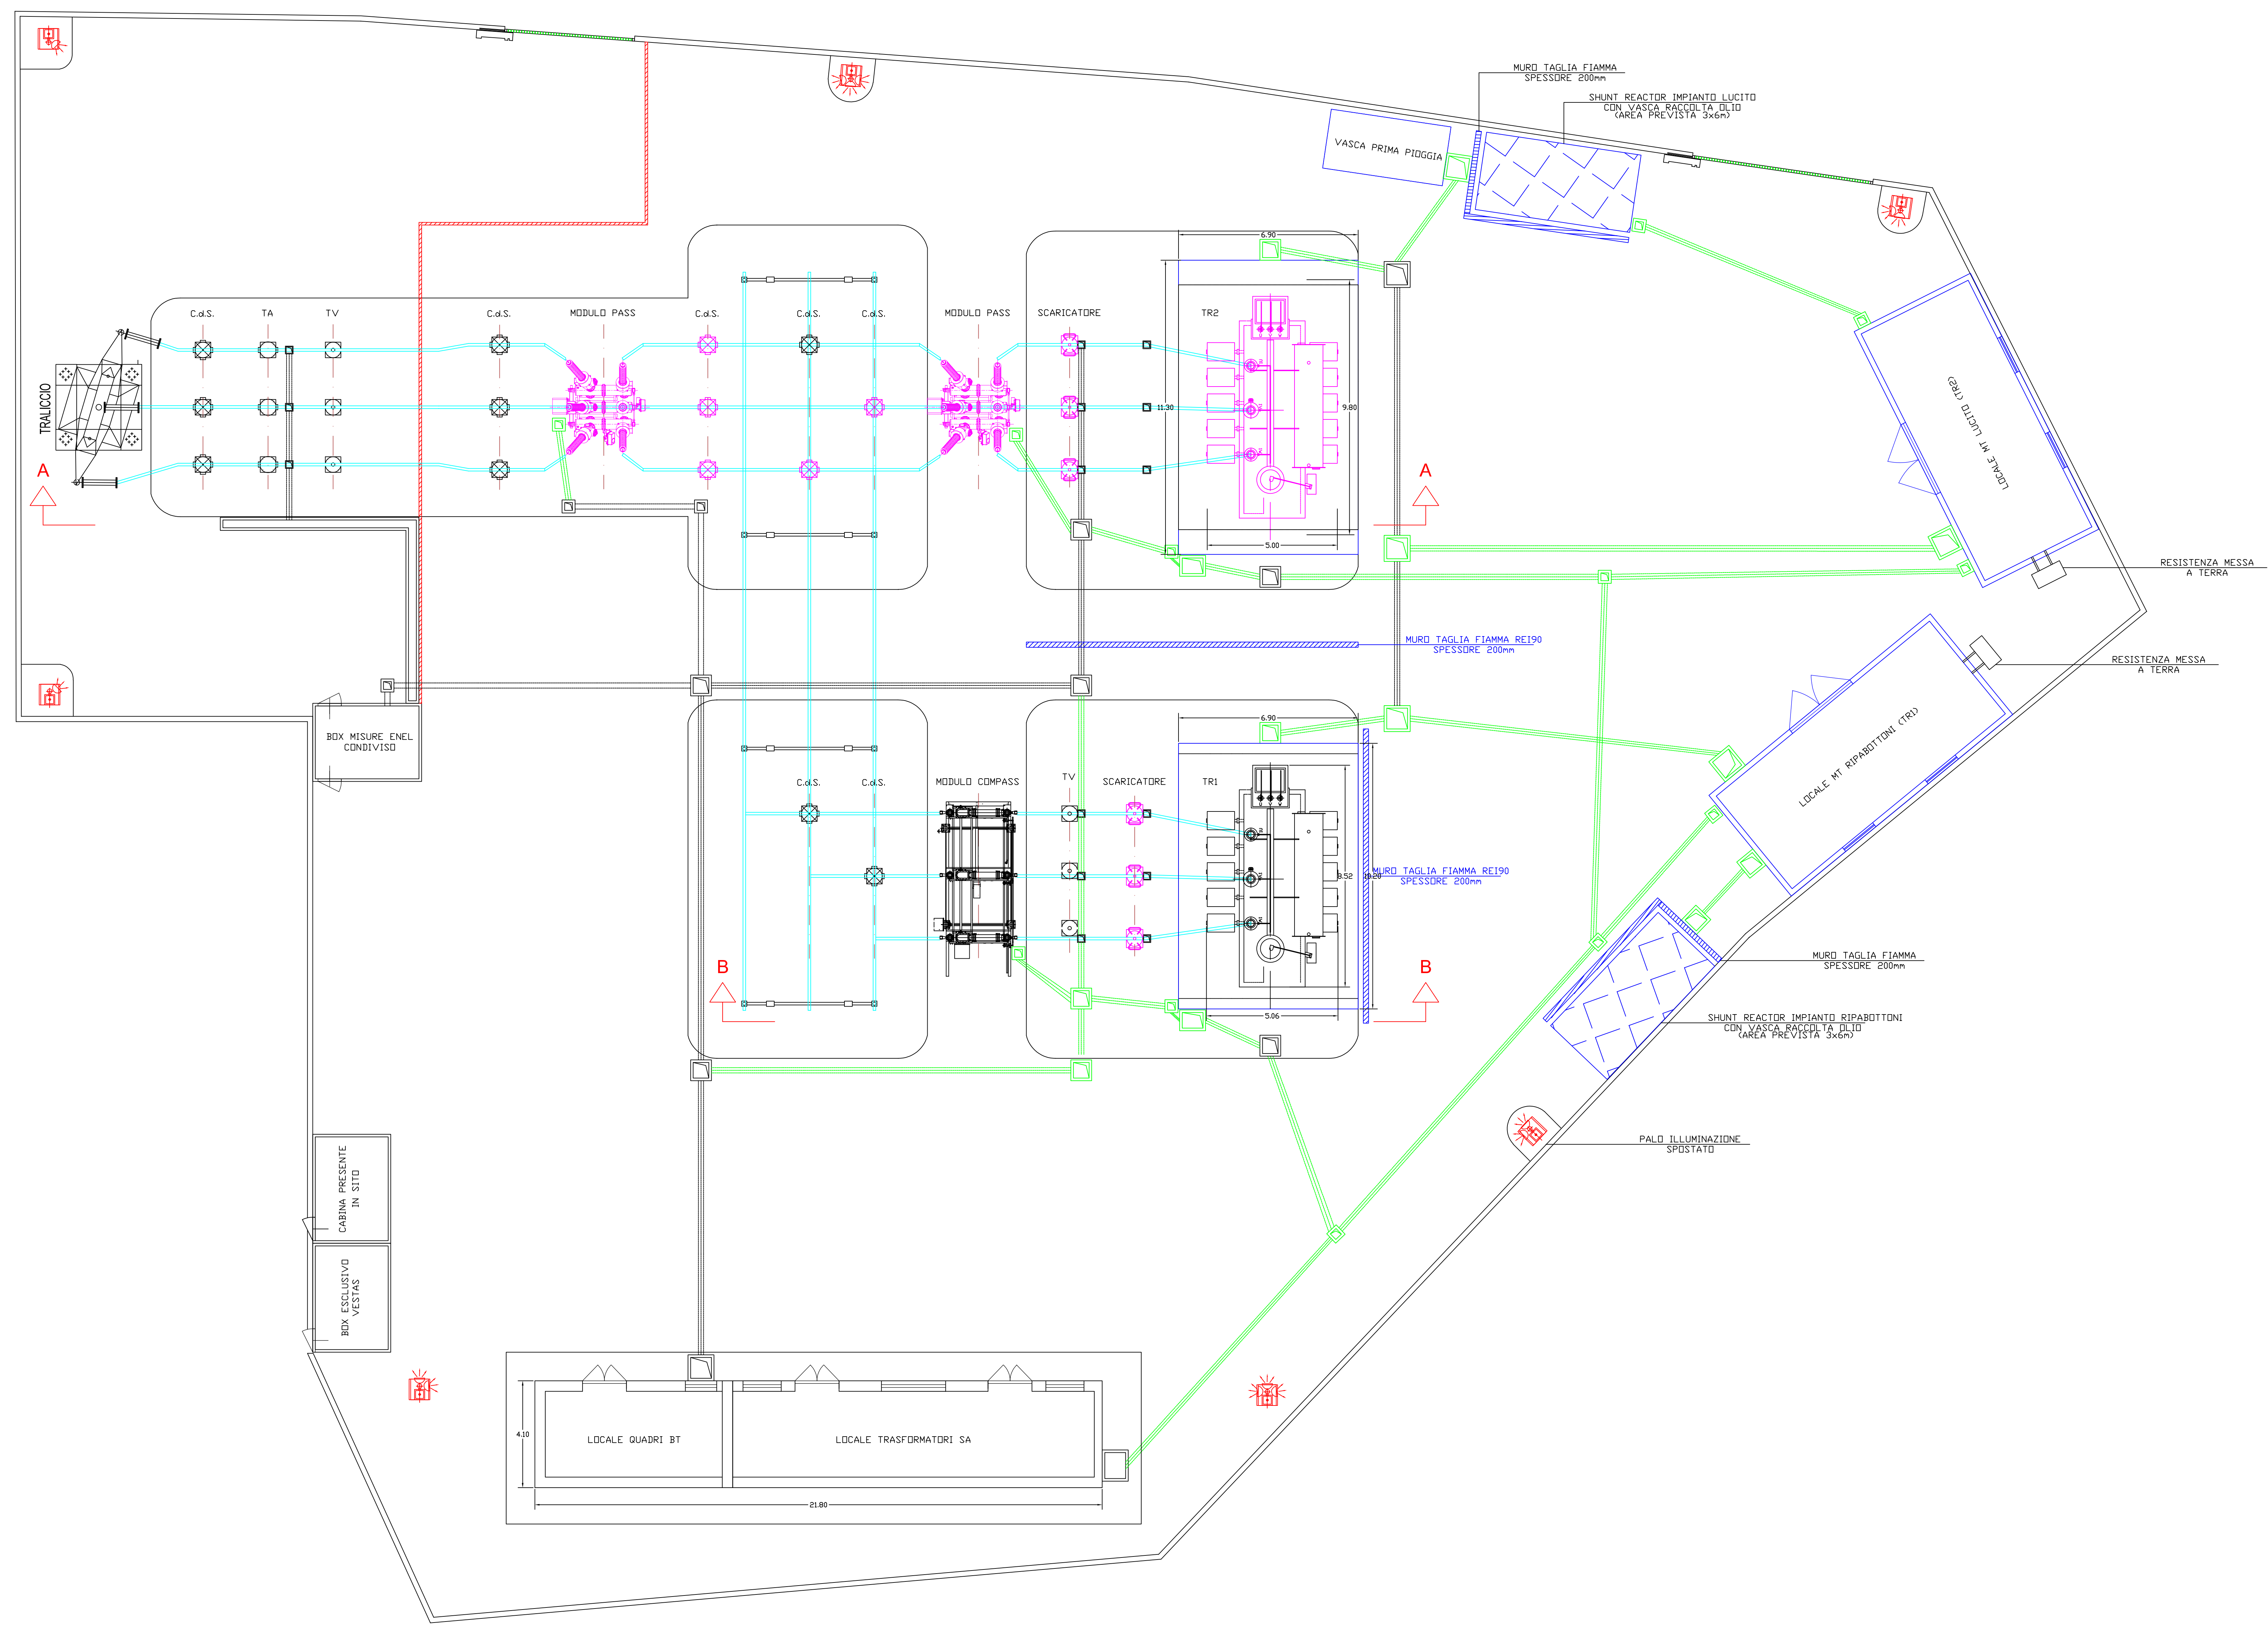 MURO TAGLIA FIAMMA
SPESSORE 200mm
SHUNT REACTOR IMPIANTO LUCITO
CON VASCA RACCOLTA OLIO
(AREA PREVISTA 3x6m)
VASCA PRIMA PIOGGIA
6.90
C.d.S.
TA
TV
C.d.S.
MODULO PASS
C.d.S.
C.d.S.
C.d.S.
MODULO PASS
SCARICATORE
TR2
TRALICCIO
11.30
9.80
LOCALE MT LUCITO (TR2)
A
A
5.00
RESISTENZA MESSA
A TERRA
MURO TAGLIA FIAMMA REI90
SPESSORE 200mm
RESISTENZA MESSA
A TERRA
6.90
BOX MISURE ENEL
CONDIVISO
LOCALE MT RIPABOTTONI (TR1)
C.d.S.
C.d.S.
MODULO COMPASS
TV
SCARICATORE
TR1
8.52
10.20
MURO TAGLIA FIAMMA REI90
SPESSORE 200mm
B
B
MURO TAGLIA FIAMMA
SPESSORE 200mm
5.06
SHUNT REACTOR IMPIANTO RIPABOTTONI
CON VASCA RACCOLTA OLIO
(AREA PREVISTA 3x6m)
PALO ILLUMINAZIONE
SPOSTATO
CABINA PRESENTE
IN SITO
BOX ESCLUSIVO
VESTAS
4.10
LOCALE QUADRI BT
LOCALE TRASFORMATORI SA
21.80